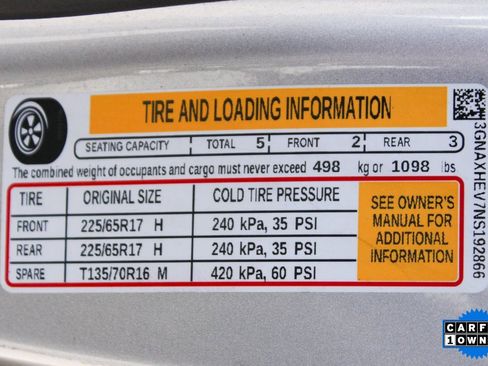 TIRE AND LOADING INFORMATION
SEATING CAPACITY TOTAL 5 FRONT 2 REAR 3
The combined weight of occupants and cargo must never exceed 498 kg or 1098 lbs
TIRE ORIGINAL SIZE COLD TIRE PRESSURE
FRONT 225/65R17 H 240 kPa, 35 PSI
REAR 225/65R17 H 240 kPa, 35 PSI
SPARE T135/70R16 M 420 kPa, 60 PSI
SEE OWNER'S
MANUAL FOR
ADDITIONAL
INFORMATION
3GNAXHEV7NS192866
CARF
1 OWN